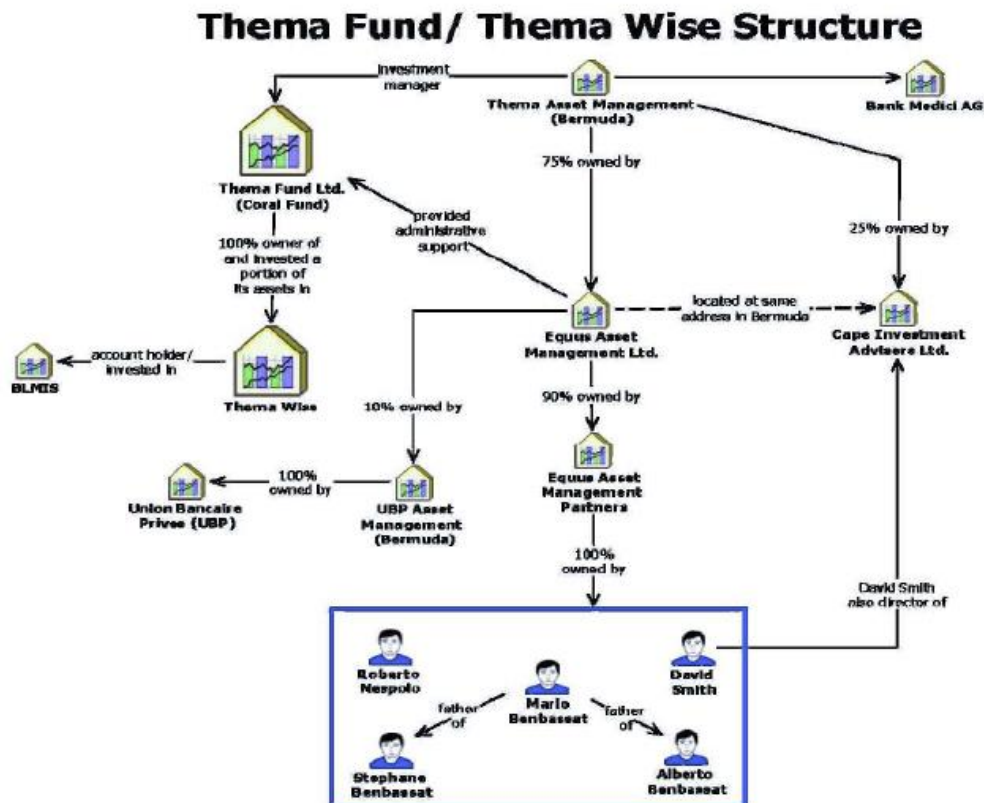 Thema Fund/ Thema Wise Structure
Investment
manager
Thema Asset Management
(Bermuda)
Bank Medici AG
75% owned by
Thema Fund Ltd.
(Coral Fund)
provided
administrative
support
25% owned by
100% owner of
and invested a
portion of
its assets in
located at same
address in Bermuda
Equus Asset
Management Ltd.
Cape Investment
Advisers Ltd.
account holder/
invested in
BLMIS
Thema Wise
10% owned by
90% owned by
100%
owned by
Union Bancaire
Privee (UBP)
UBP Asset
Management
(Bermuda)
Equus Asset
Management
Partners
100%
owned by
David Smith
also director of
Roberto
Nespolo
Mario
Benbassat
David
Smith
father
of
father
of
Stephane
Benbassat
Alberto
Benbassat